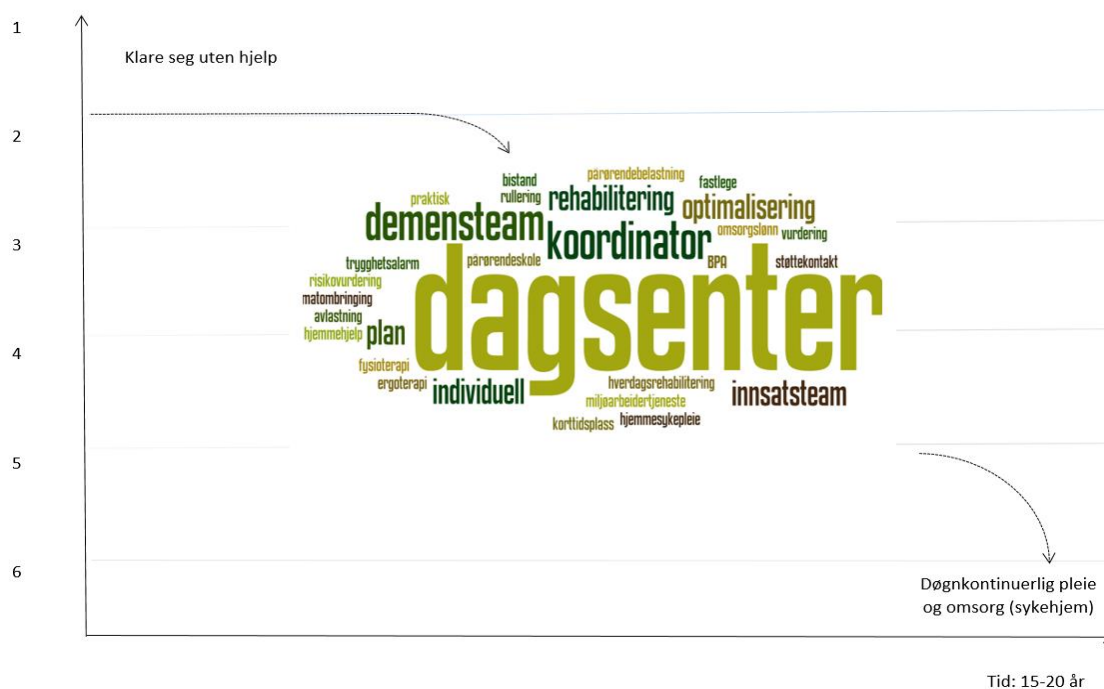 1
Klare seg uten hjelp
2
bistand
pårørendebelastning
fastlege
praktisk
rullering
rehabilitering
optimalisering
demensteam
koordinator
omsorgslønn
vurdering
3
trygghetsalarm
pårørendeskole
BPA
støttekontakt
risikovurdering
matombringing
avlastning
hjemmehjelp
plan
dagsenter
4
fysioterapi
ergoterapi
individuell
hverdagsrehabilitering
innsatsteam
miljøarbeidertjeneste
korttidsplass
hjemmesykepleie
5
6
Døgnkontinuerlig pleie
og omsorg (sykehjem)
Tid: 15-20 år